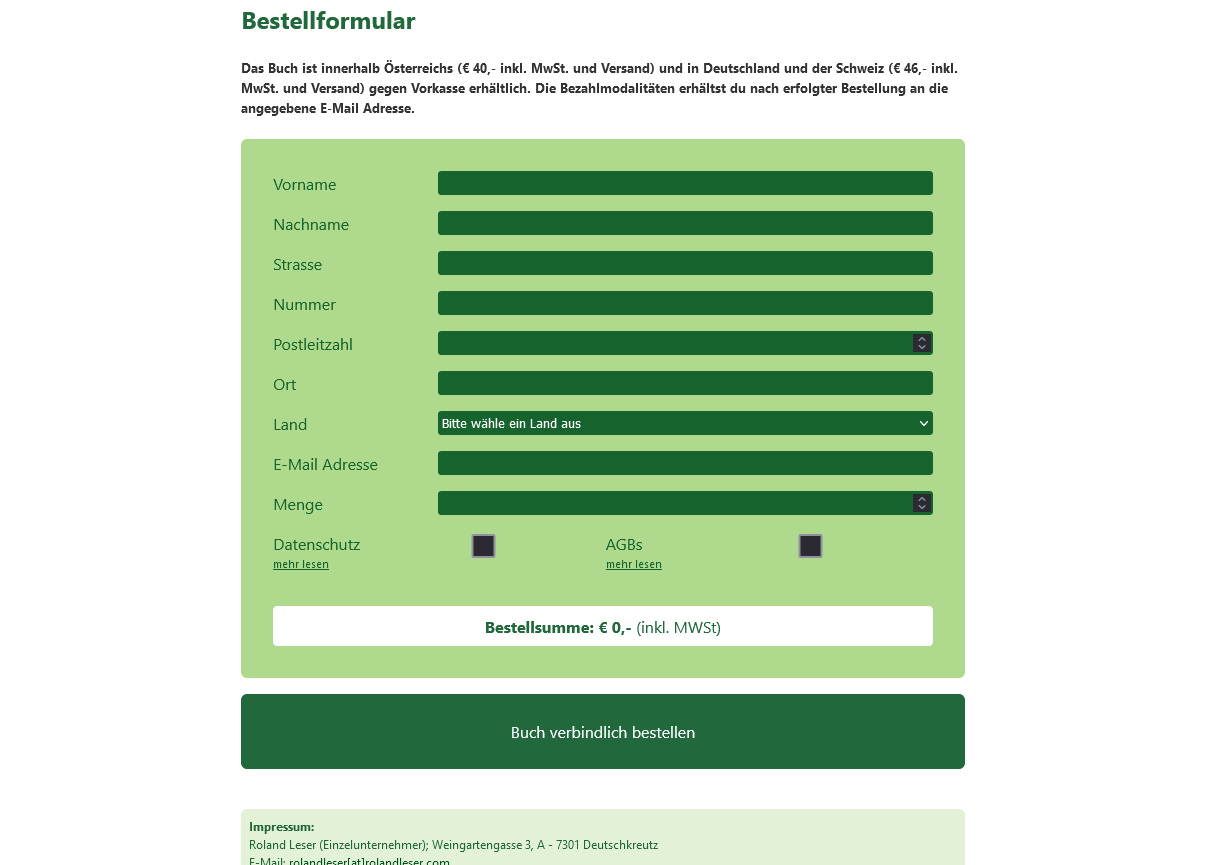 Bestellformular
Das Buch ist innerhalb Österreichs (€ 40,- inkl. MwSt. und Versand) und in Deutschland und der Schweiz (€ 46,- inkl.
MwSt. und Versand) gegen Vorkasse erhältlich. Die Bezahlmodalitäten erhältst du nach erfolgter Bestellung an die
angegebene E-Mail Adresse.
Vorname
Nachname
Strasse
Nummer
Postleitzahl
Ort
Land Bitte wähle ein Land aus
E-Mail Adresse
Menge
Datenschutz AGBs
mehr lesen mehr lesen
Bestellsumme: € 0,- (inkl. MWSt)
Buch verbindlich bestellen
Impressum:
Roland Leser (Einzelunternehmer); Weingartengasse 3, A - 7301 Deutschkreutz
E-Mail: rolandleser[at]rolandleser.com